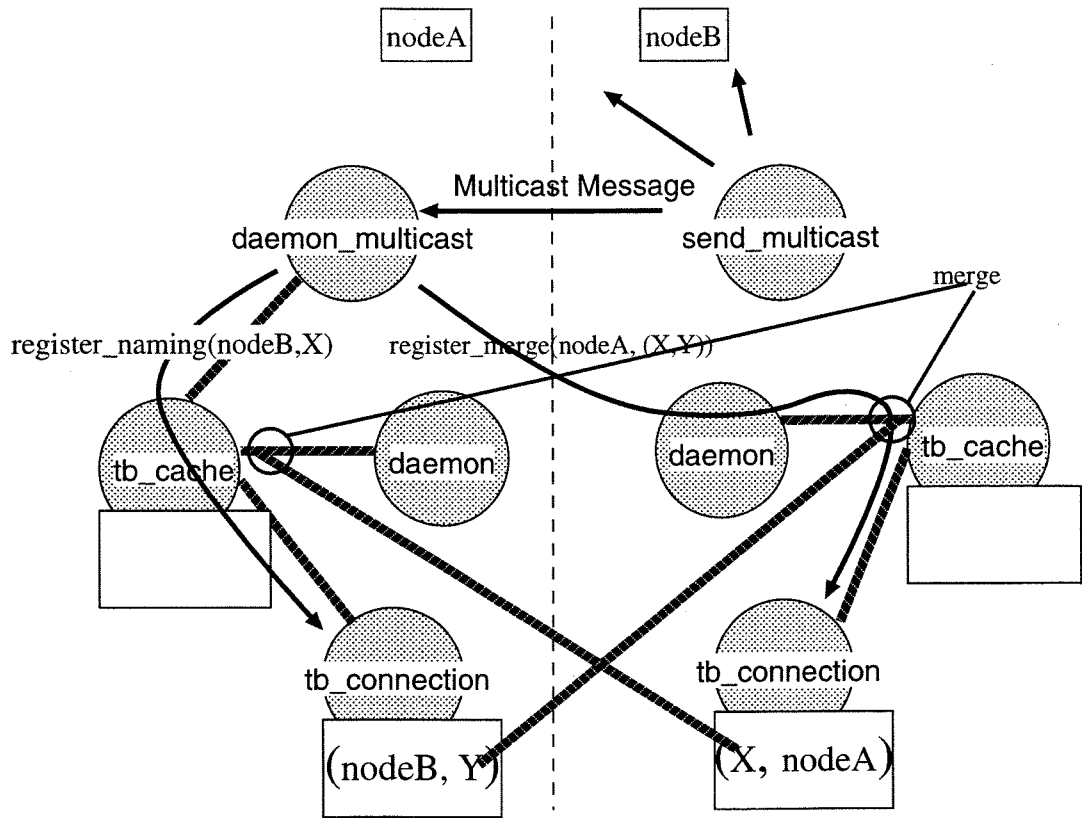 nodeA
nodeB
Multicast Message
daemon_multicast
send_multicast
merge
register_naming(nodeB,X)
register_merge(nodeA, (X,Y))
tb_cache
daemon
daemon
tb_cache
tb_connection
tb_connection
(nodeB, Y)
(X, nodeA)